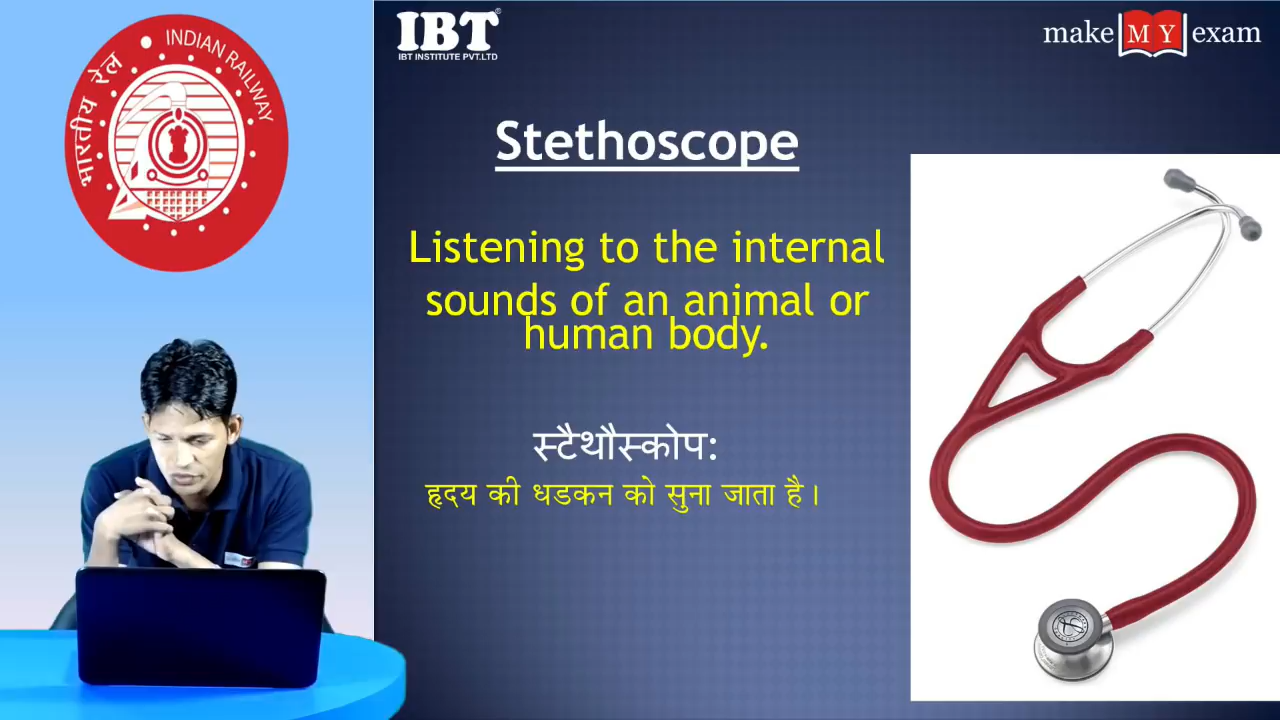 भारतीय रेल
INDIAN RAILWAY
IBT®
IBT INSTITUTE PVT.LTD
make MY exam
Stethoscope
Listening to the internal
sounds of an animal or
human body.
स्टैथौस्कोप:
हृदय की धडकन को सुना जाता है।